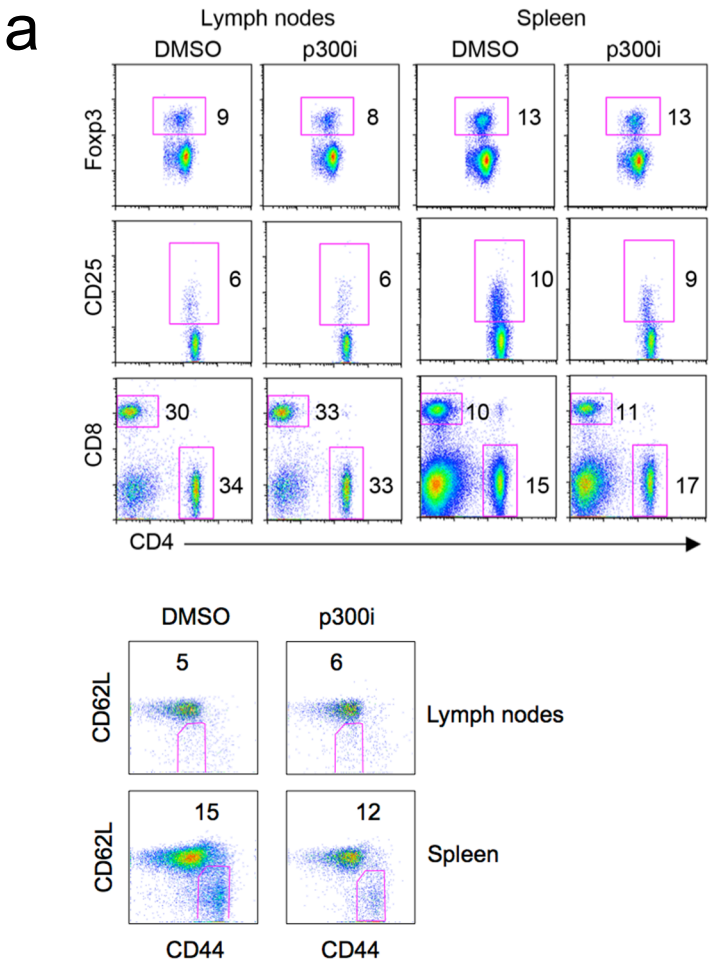 a
Lymph nodes Spleen
DMSO p300i DMSO p300i
Foxp3 9 8 13 13
CD25 6 6 10 9
CD8 30 33 10 11
34 33 15 17
CD4
DMSO p300i
CD62L 5 6 Lymph nodes
CD62L 15 12 Spleen
CD44 CD44